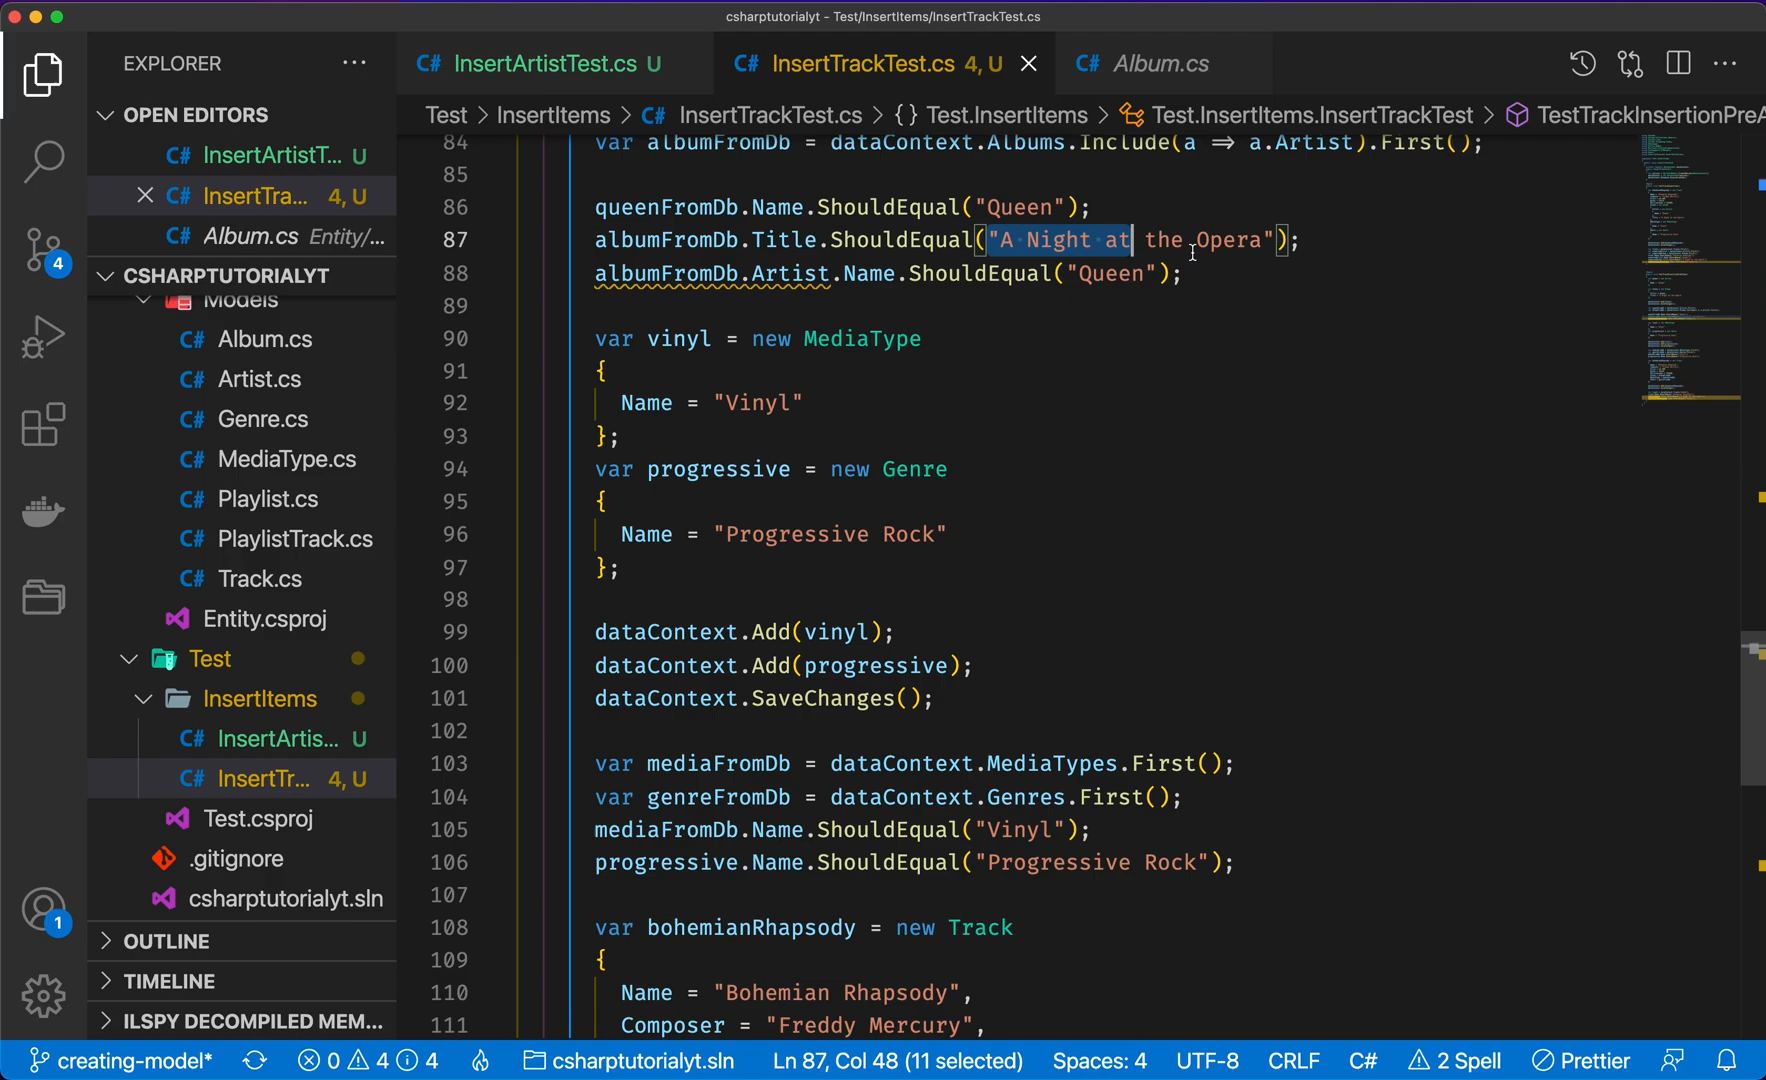 csharptutorialyt - Test/InsertItems/InsertTrackTest.cs
EXPLORER
OPEN EDITORS
C# InsertArtistT... U
C# InsertTra... 4, U
C# Album.cs Entity/...
CSHARPTUTORIALYT
Models
C# Album.cs
C# Artist.cs
C# Genre.cs
C# MediaType.cs
C# Playlist.cs
C# PlaylistTrack.cs
C# Track.cs
Entity.csproj
Test
InsertItems
C# InsertArtis... U
C# InsertTr... 4, U
Test.csproj
.gitignore
csharptutorialyt.sln
OUTLINE
TIMELINE
ILSPY DECOMPILED MEM...
4
1
C# InsertArtistTest.cs U
C# InsertTrackTest.cs 4, U
C# Album.cs
Test > InsertItems > C# InsertTrackTest.cs > {} Test.InsertItems > Test.InsertItems.InsertTrackTest > TestTrackInsertionPreA
84 var albumFromDb = dataContext.Albums.Include(a => a.Artist).First();
85
86 queenFromDb.Name.ShouldEqual("Queen");
87 albumFromDb.Title.ShouldEqual("A Night at the Opera");
88 albumFromDb.Artist.Name.ShouldEqual("Queen");
89
90 var vinyl = new MediaType
91 {
92 Name = "Vinyl"
93 };
94 var progressive = new Genre
95 {
96 Name = "Progressive Rock"
97 };
98
99 dataContext.Add(vinyl);
100 dataContext.Add(progressive);
101 dataContext.SaveChanges();
102
103 var mediaFromDb = dataContext.MediaTypes.First();
104 var genreFromDb = dataContext.Genres.First();
105 mediaFromDb.Name.ShouldEqual("Vinyl");
106 progressive.Name.ShouldEqual("Progressive Rock");
107
108 var bohemianRhapsody = new Track
109 {
110 Name = "Bohemian Rhapsody",
111 Composer = "Freddy Mercury",
creating-model* 0 4 4 csharptutorialyt.sln Ln 87, Col 48 (11 selected) Spaces: 4 UTF-8 CRLF C# 2 Spell Prettier